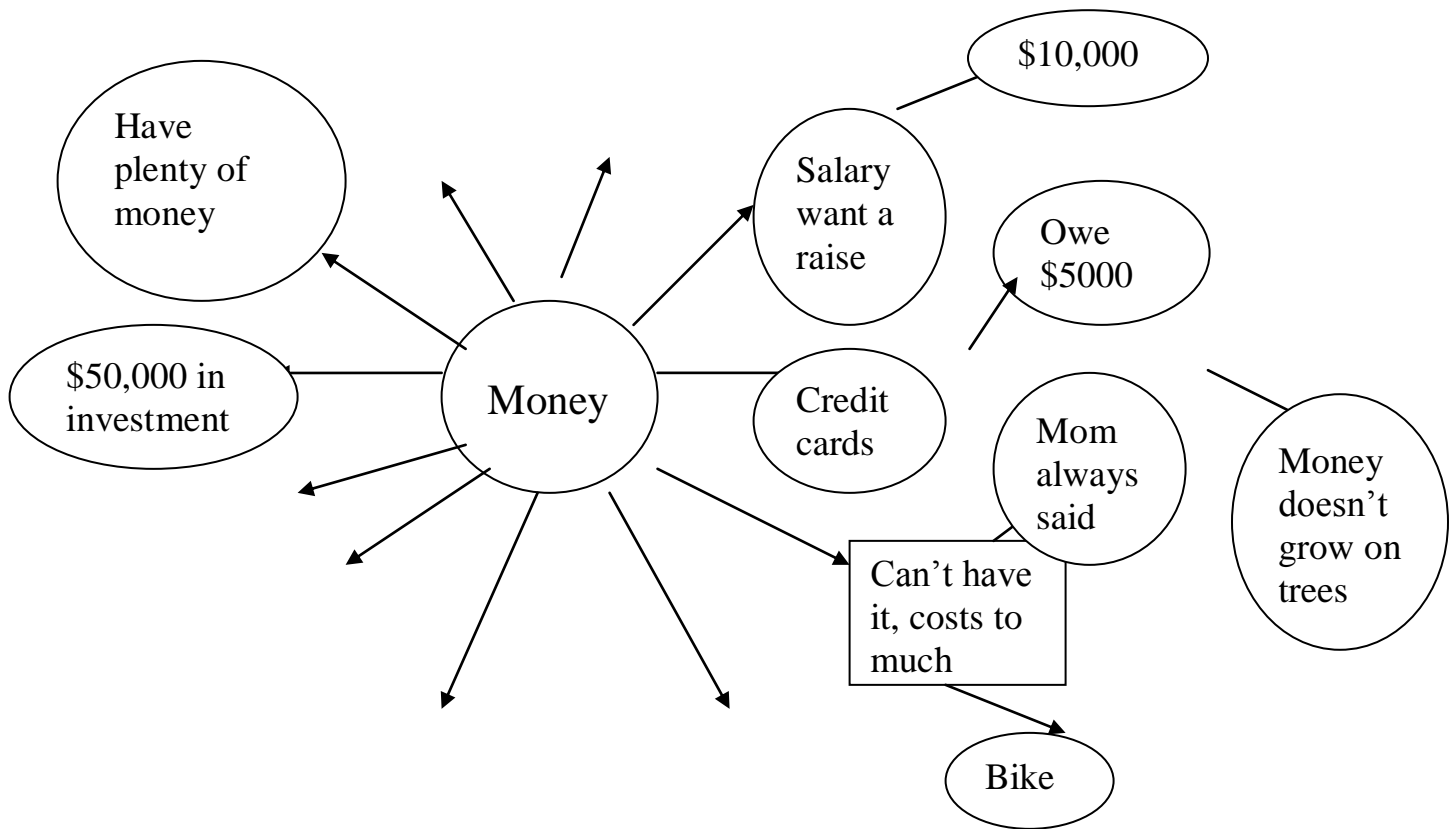 $10,000
Have
plenty of
money
Salary
want a
raise
Owe
$5000
$50,000 in
investment
Money
Credit
cards
Mom
always
said
Money
doesn't
grow on
trees
Can't have
it, costs to
much
Bike